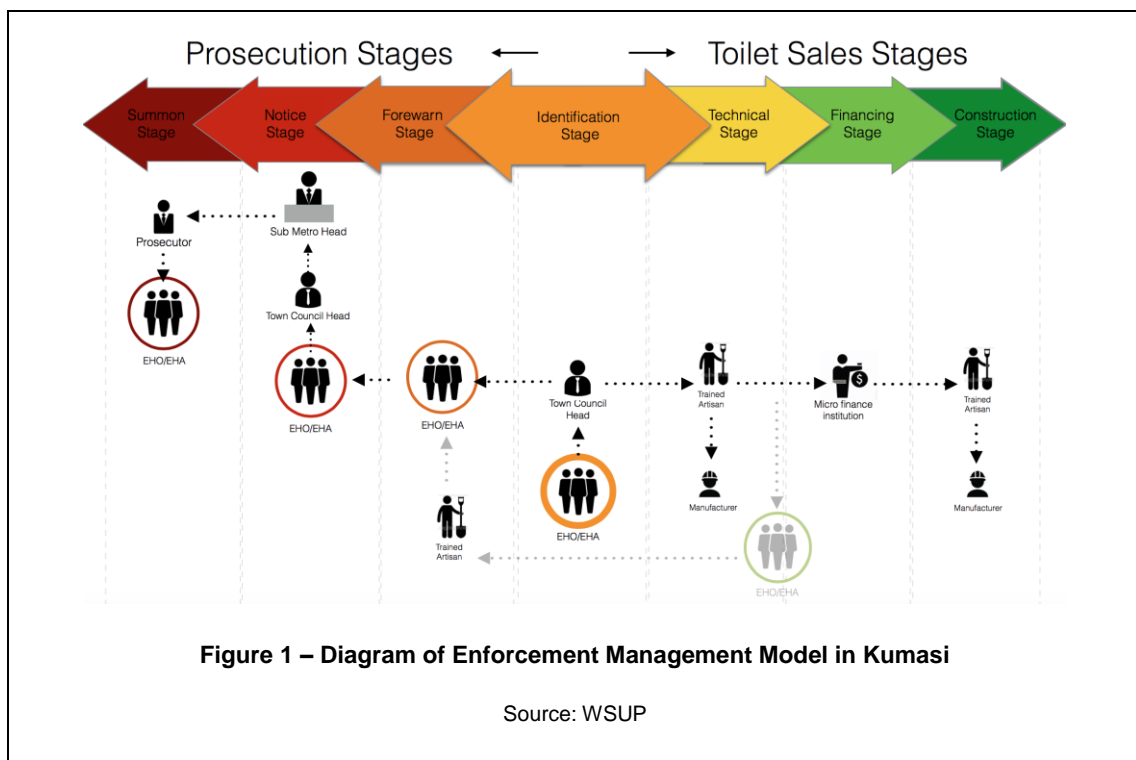 Prosecution Stages
Toilet Sales Stages
Summon
Stage
Notice
Stage
Forewarn
Stage
Identification
Stage
Technical
Stage
Financing
Stage
Construction
Stage
Prosecutor
Sub Metro Head
EHO/EHA
Town Council Head
EHO/EHA
EHO/EHA
Town Council
Head
EHO/EHA
Trained
Artisan
Trained
Artisan
Manufacturer
Micro finance
institution
$
EHO/EHA
Trained
Artisan
Manufacturer
Figure 1 – Diagram of Enforcement Management Model in Kumasi
Source: WSUP